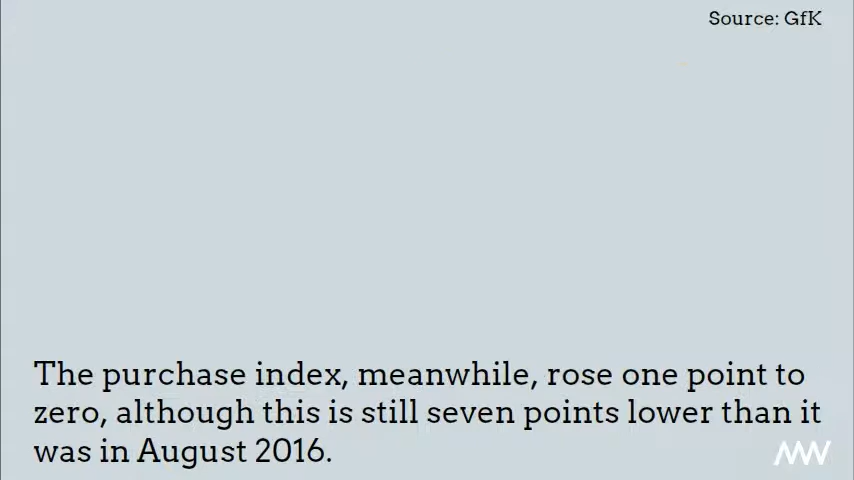 Source: GfK
The purchase index, meanwhile, rose one point to
zero, although this is still seven points lower than it
was in August 2016.
MW